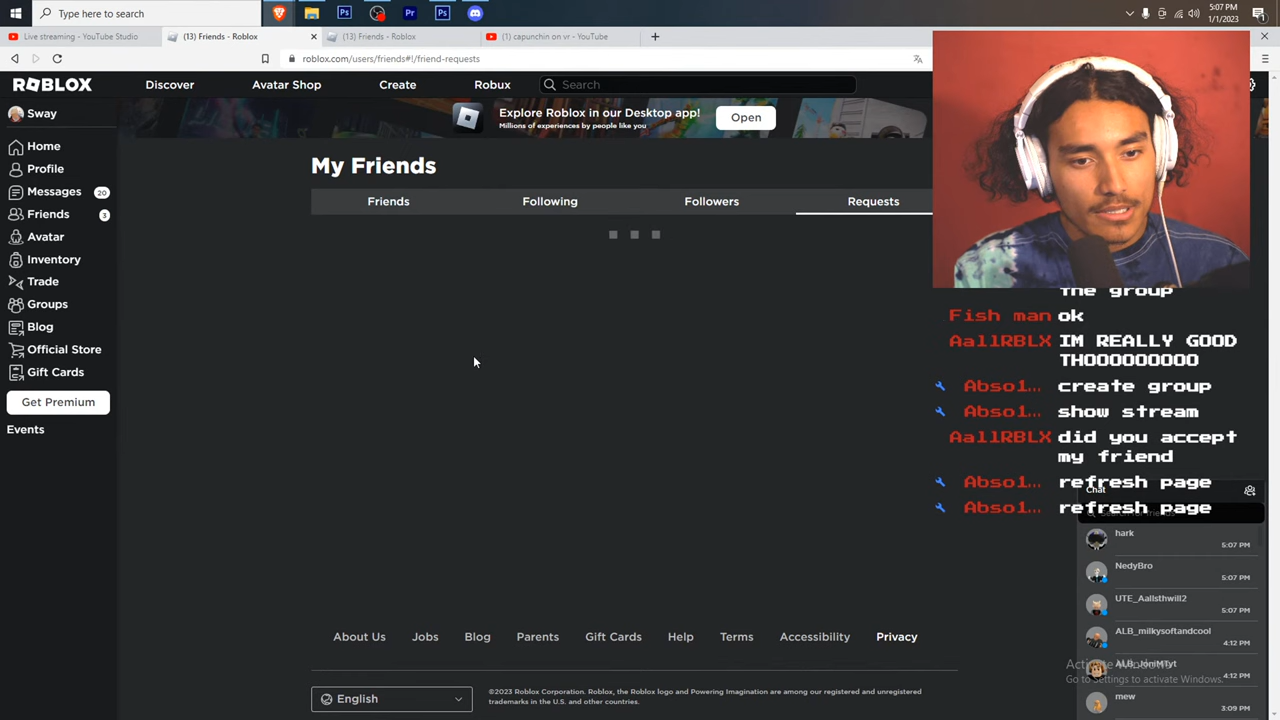 Type here to search
5:07 PM
1/1/2023
Live streaming - YouTube Studio
(13) Friends - Roblox
(13) Friends - Roblox
(1) capunchin on vr - YouTube
roblox.com/users/friends#!/friend-requests
ROBLOX
Discover
Avatar Shop
Create
Robux
Search
Sway
Explore Roblox in our Desktop app!
Millions of experiences by people like you
Open
Home
Profile
Messages
20
Friends
3
Avatar
Inventory
Trade
Groups
Blog
Official Store
Gift Cards
Get Premium
Events
My Friends
Friends
Following
Followers
Requests
the group
Fish man ok
AallRBLX IM REALLY GOOD
THOOOOOOOOO
Abso1... create group
Abso1... show stream
AallRBLX did you accept
my friend
Abso1... refresh page
Abso1... refresh page
Chat
hark
5:07 PM
NedyBro
5:07 PM
UTE_Aallsthwill2
5:07 PM
ALB_milkysoftandcool
4:12 PM
4:12 PM
mew
3:09 PM
Activate Windows
Go to Settings to activate Windows.
About Us
Jobs
Blog
Parents
Gift Cards
Help
Terms
Accessibility
Privacy
English
©2023 Roblox Corporation. Roblox, the Roblox logo and Powering Imagination are among our registered and unregistered
trademarks in the U.S. and other countries.